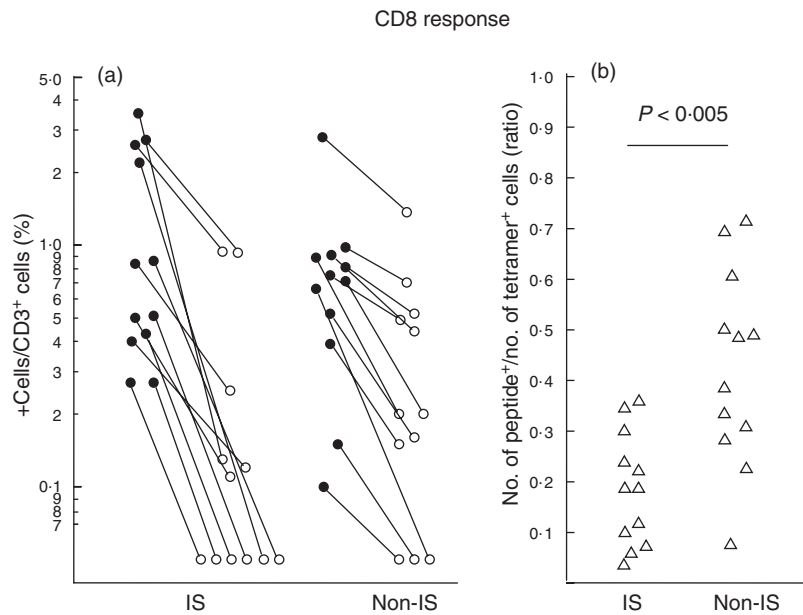 CD8 response
(a)
+Cells/CD3+ cells (%)
5·0
4
3
2
1·0
9
8
7
6
5
4
3
2
0·1
9
8
7
IS
Non-IS
(b)
No. of peptide+/no. of tetramer+ cells (ratio)
1·0
0·9
0·8
0·7
0·6
0·5
0·4
0·3
0·2
0·1
P < 0·005
IS
Non-IS